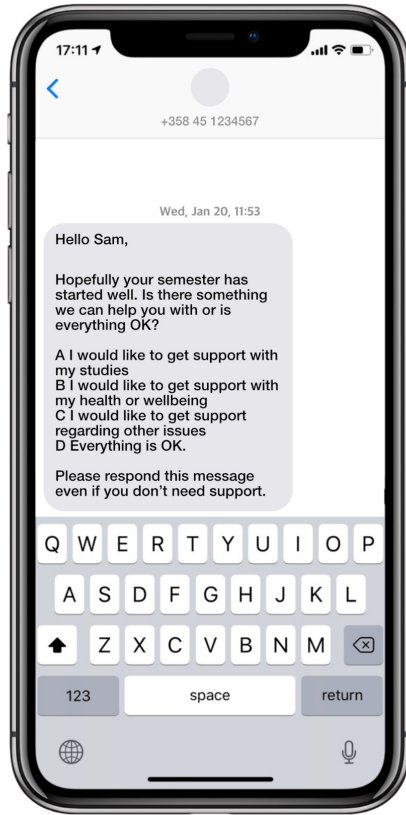 17:11
+358 45 1234567
Wed, Jan 20, 11:53
Hello Sam,
Hopefully your semester has
started well. Is there something
we can help you with or is
everything OK?
A I would like to get support with
my studies
B I would like to get support with
my health or wellbeing
C I would like to get support
regarding other issues
D Everything is OK.
Please respond this message
even if you don't need support.
Q W E R T Y U I O P
A S D F G H J K L
Z X C V B N M
123 space return